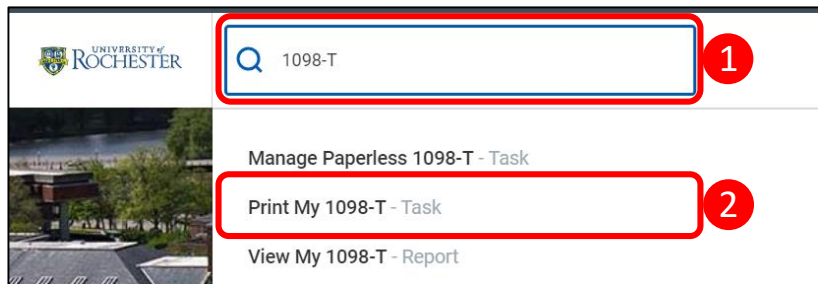 UNIVERSITY of
ROCHESTER
1098-T
1
Manage Paperless 1098-T - Task
Print My 1098-T - Task
2
View My 1098-T - Report